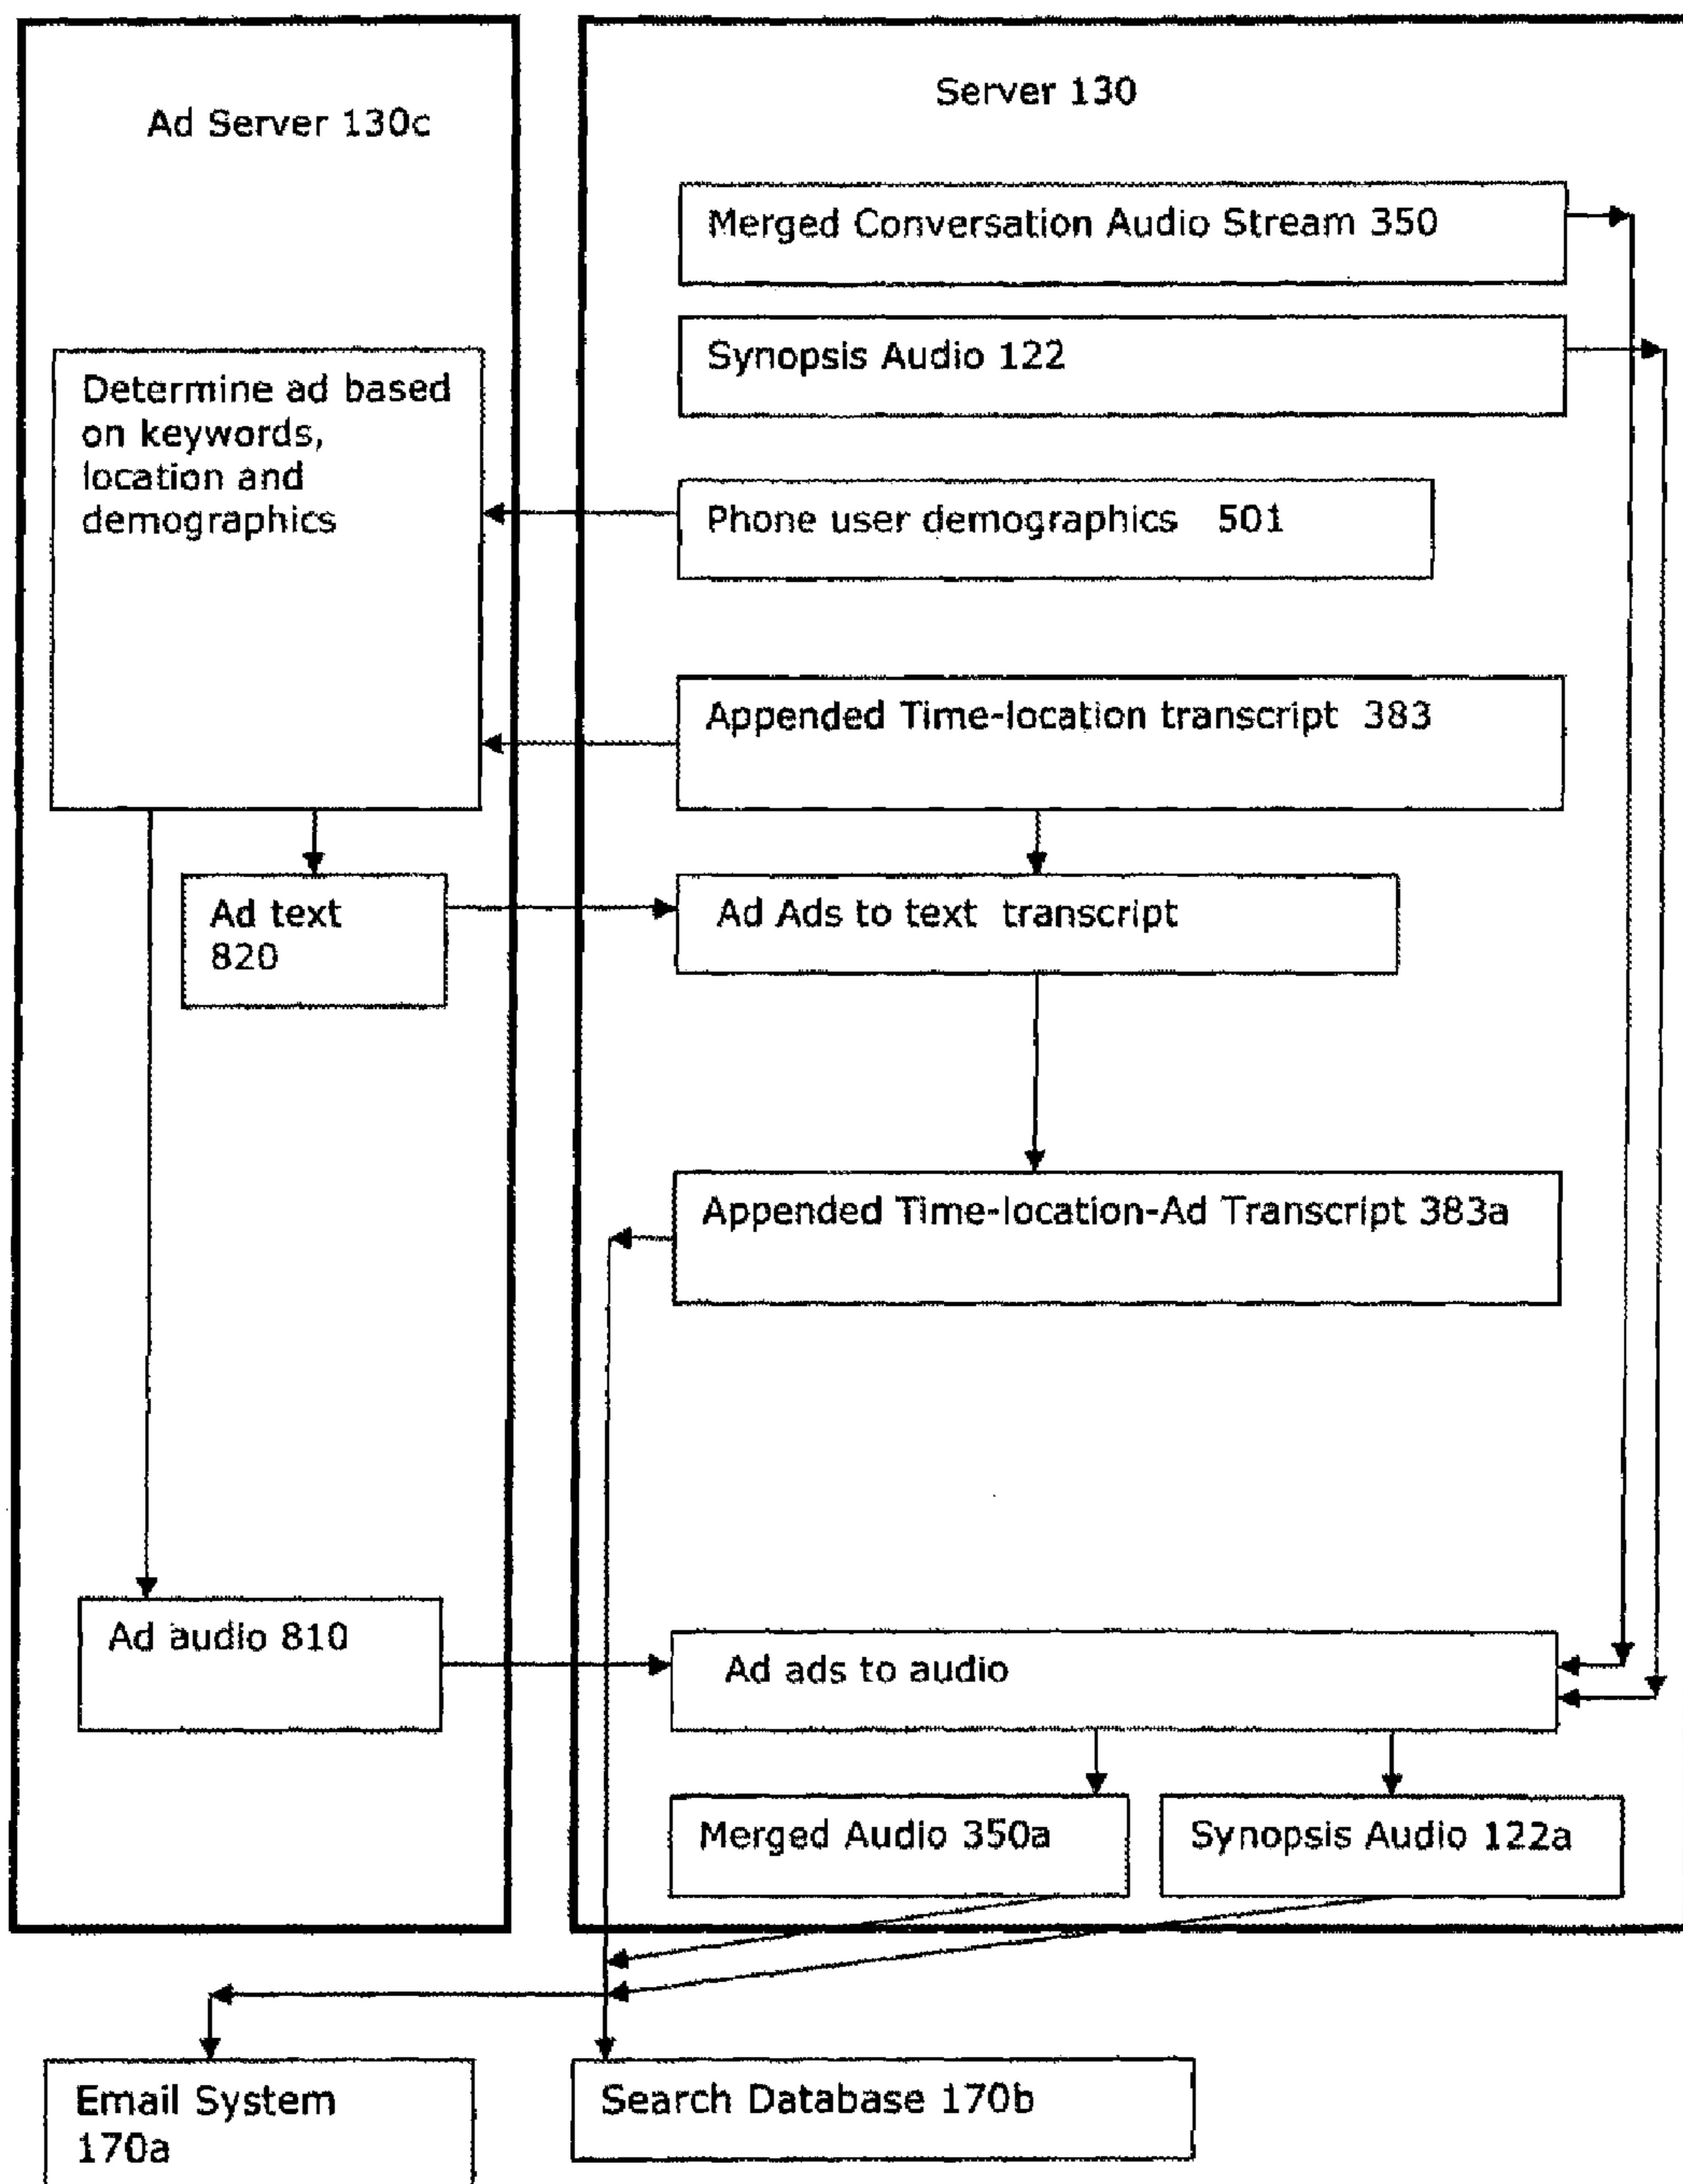 Ad Server 130c
Server 130
Merged Conversation Audio Stream 350
Synopsis Audio 122
Determine ad based
on keywords,
location and
demographics
Phone user demographics 501
Appended Time-location transcript 383
Ad text
820
Ad Ads to text transcript
Appended Time-location-Ad Transcript 383a
Ad audio 810
Ad ads to audio
Merged Audio 350a
Synopsis Audio 122a
Email System
170a
Search Database 170b